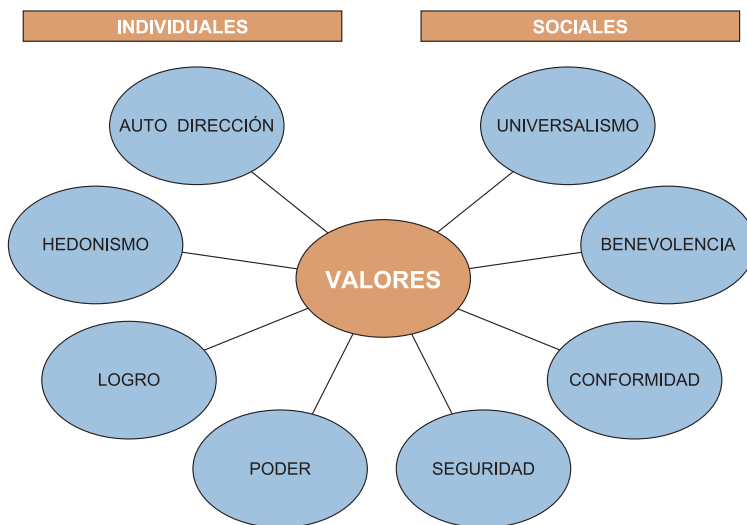 INDIVIDUALES
SOCIALES
AUTO DIRECCIÓN
UNIVERSALISMO
HEDONISMO
BENEVOLENCIA
VALORES
LOGRO
CONFORMIDAD
PODER
SEGURIDAD